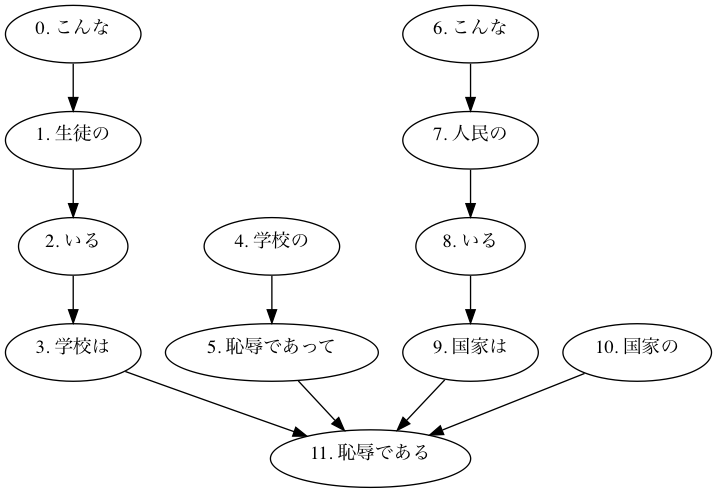 0. こんな
6. こんな
1. 生徒の
7. 人民の
2. いる
4. 学校の
8. いる
3. 学校は
5. 恥辱であって
9. 国家は
10. 国家の
11. 恥辱である